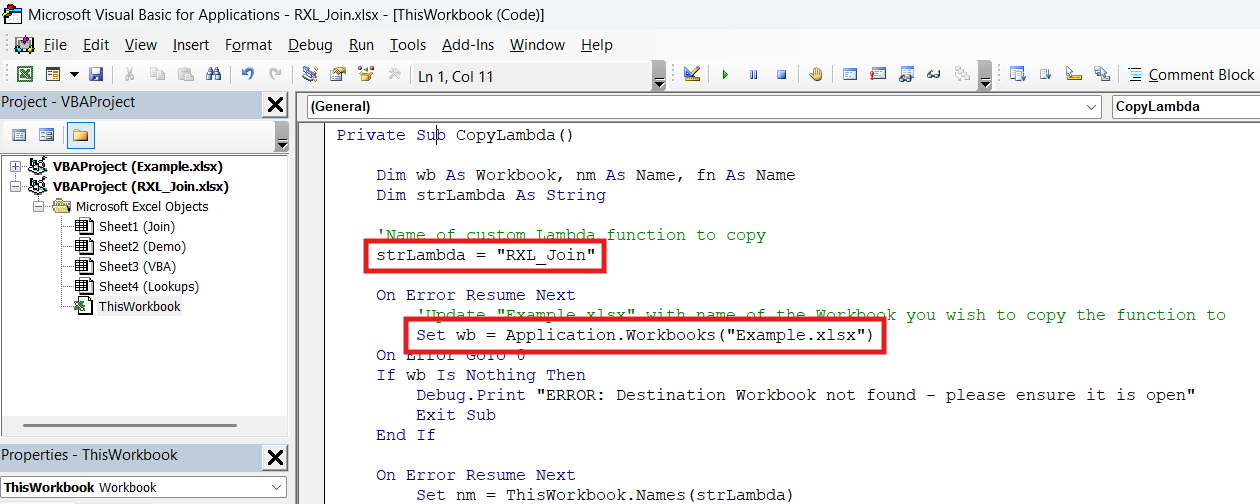 Microsoft Visual Basic for Applications - RXL_Join.xlsx - [ThisWorkbook (Code)]
File Edit View Insert Format Debug Run Tools Add-Ins Window Help
Ln 1, Col 11
Comment Block
Project - VBAProject
VBAProject (Example.xlsx)
VBAProject (RXL_Join.xlsx)
Microsoft Excel Objects
Sheet1 (Join)
Sheet2 (Demo)
Sheet3 (VBA)
Sheet4 (Lookups)
ThisWorkbook
Properties - ThisWorkbook
ThisWorkbook Workbook
(General)
CopyLambda
Private Sub CopyLambda()
Dim wb As Workbook, nm As Name, fn As Name
Dim strLambda As String
'Name of custom Lambda function to copy
strLambda = "RXL_Join"
On Error Resume Next
'Update "Example.xlsx" with name of the Workbook you wish to copy the function to
Set wb = Application.Workbooks("Example.xlsx")
On Error GoTo 0
If wb Is Nothing Then
Debug.Print "ERROR: Destination Workbook not found - please ensure it is open"
Exit Sub
End If
On Error Resume Next
Set nm = ThisWorkbook.Names(strLambda)